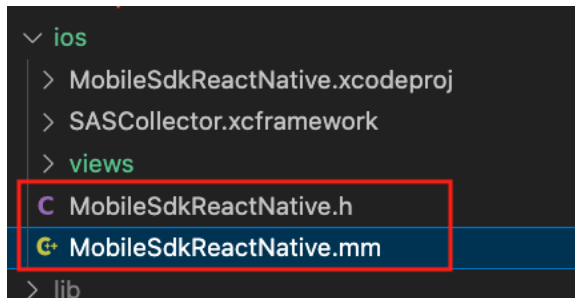 ios
MobileSdkReactNative.xcodeproj
SASCollector.xcframework
views
C MobileSdkReactNative.h
C++ MobileSdkReactNative.mm
lib